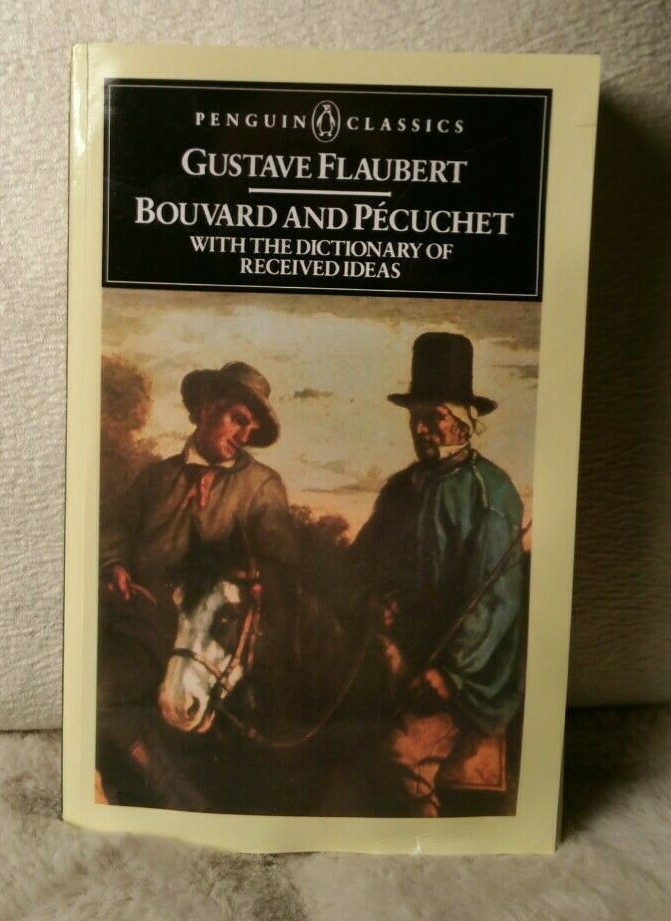 PENGUIN CLASSICS
GUSTAVE FLAUBERT
BOUVARD AND PÉCUCHET
WITH THE DICTIONARY OF
RECEIVED IDEAS